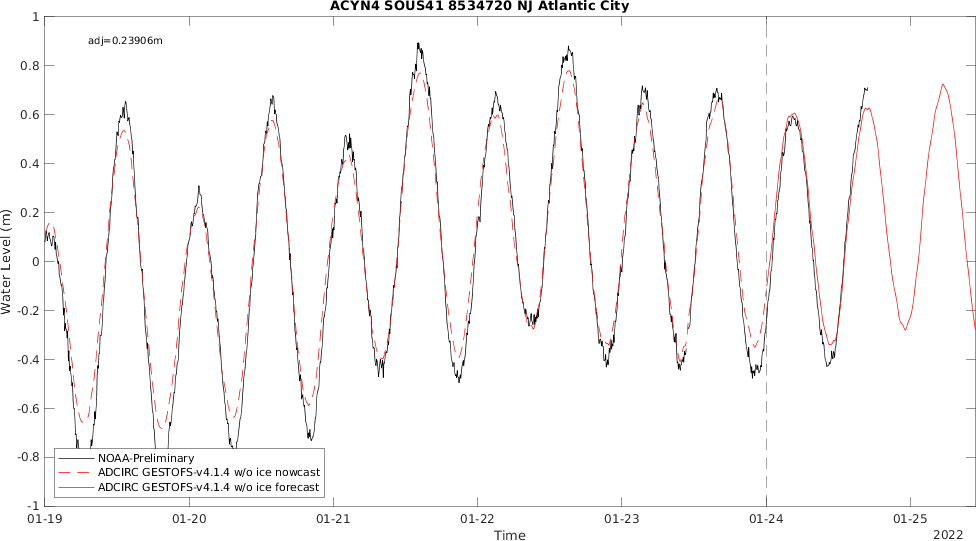 ACYN4 SOUS41 8534720 NJ Atlantic City
adj=0.23906m
1
0.8
0.6
0.4
0.2
0
-0.2
-0.4
-0.6
-0.8
-1
Water Level (m)
NOAA-Preliminary
ADCIRC GESTOFS-v4.1.4 w/o ice nowcast
ADCIRC GESTOFS-v4.1.4 w/o ice forecast
01-19 01-20 01-21 01-22 01-23 01-24 01-25
Time
2022